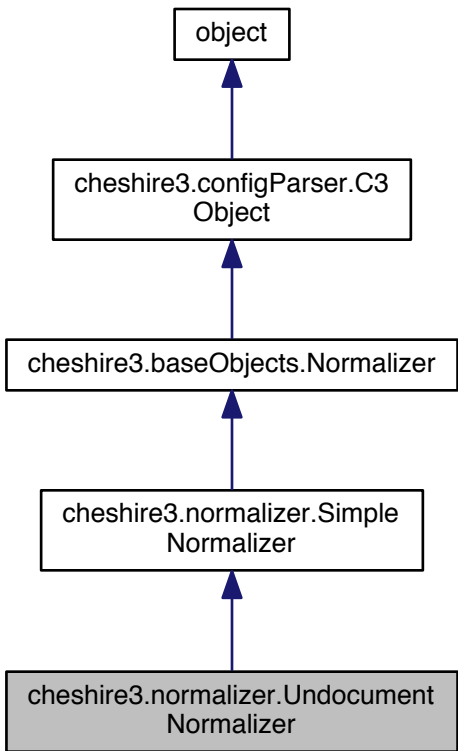 object
cheshire3.configParser.C3
Object
cheshire3.baseObjects.Normalizer
cheshire3.normalizer.Simple
Normalizer
cheshire3.normalizer.Undocument
Normalizer